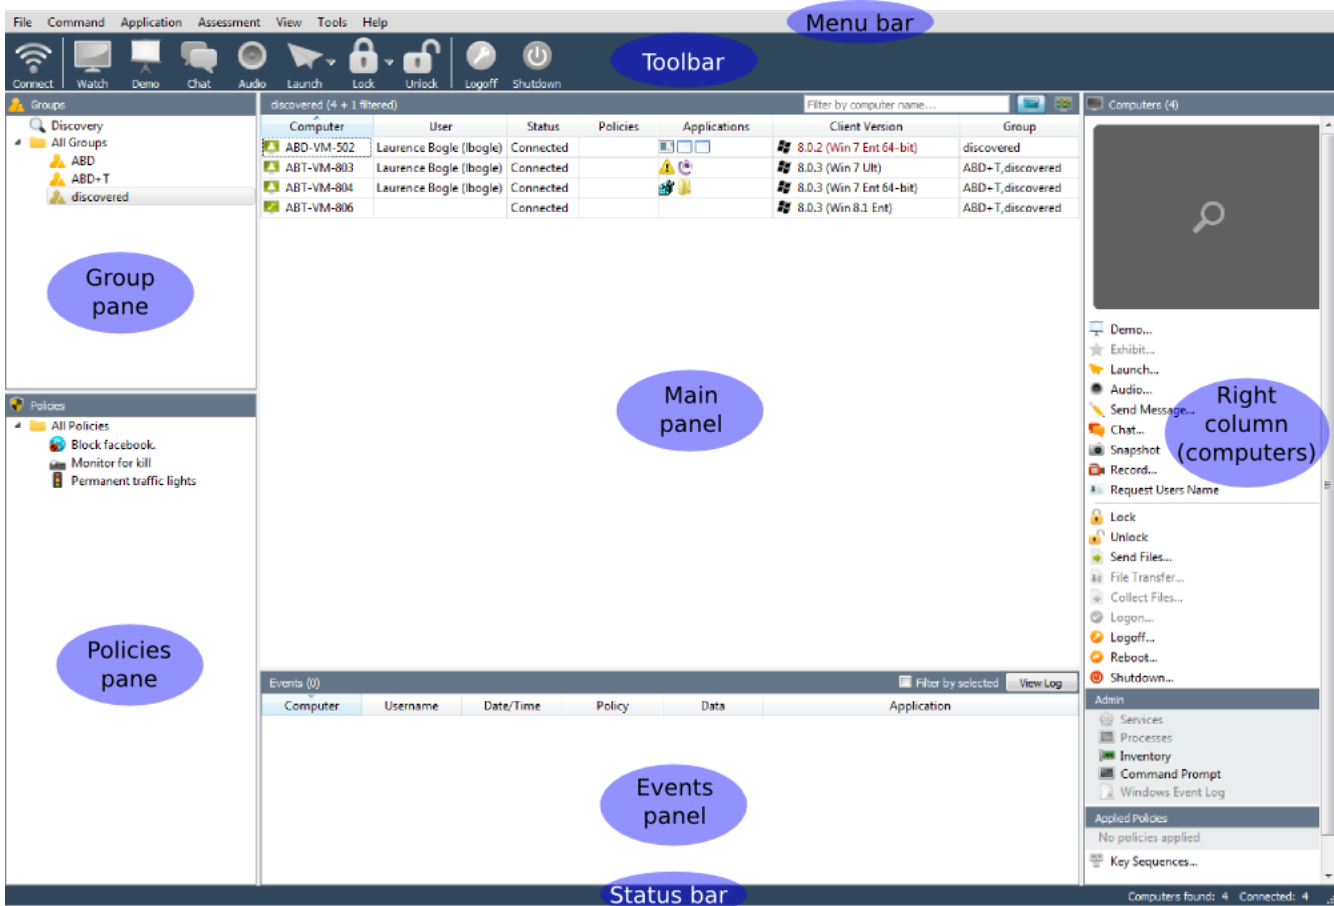 File Command Application Assessment View Tools Help
Menu bar
Connect Watch Demo Chat Audio Launch Lock Unlock Logoff Shutdown
Toolbar
Groups
Discovery
All Groups
ABD
ABD+T
discovered
Group
pane
Policies
All Policies
Block facebook.
Monitor for kill
Permanent traffic lights
Policies
pane
discovered (4 + 1 filtered) Filter by computer name...
Computer User Status Policies Applications Client Version Group
ABD-VM-502 Laurence Bogle (lbogle) Connected 8.0.2 (Win 7 Ent 64-bit) discovered
ABT-VM-803 Laurence Bogle (lbogle) Connected 8.0.3 (Win 7 Ult) ABD+T,discovered
ABT-VM-804 Laurence Bogle (lbogle) Connected 8.0.3 (Win 7 Ent 64-bit) ABD+T,discovered
ABT-VM-806 Connected 8.0.3 (Win 8.1 Ent) ABD+T,discovered
Main
panel
Events (0) Filter by selected View Log
Computer Username Date/Time Policy Data Application
Events
panel
Computers (4)
Demo...
Exhibit...
Launch...
Audio...
Send Message...
Chat...
Snapshot
Record...
Request Users Name
Right
column
(computers)
Lock
Unlock
Send Files...
File Transfer...
Collect Files...
Logon...
Logoff...
Reboot...
Shutdown...
Admin
Services
Processes
Inventory
Command Prompt
Windows Event Log
Applied Policies
No policies applied
Key Sequences...
Status bar
Computers found: 4 Connected: 4